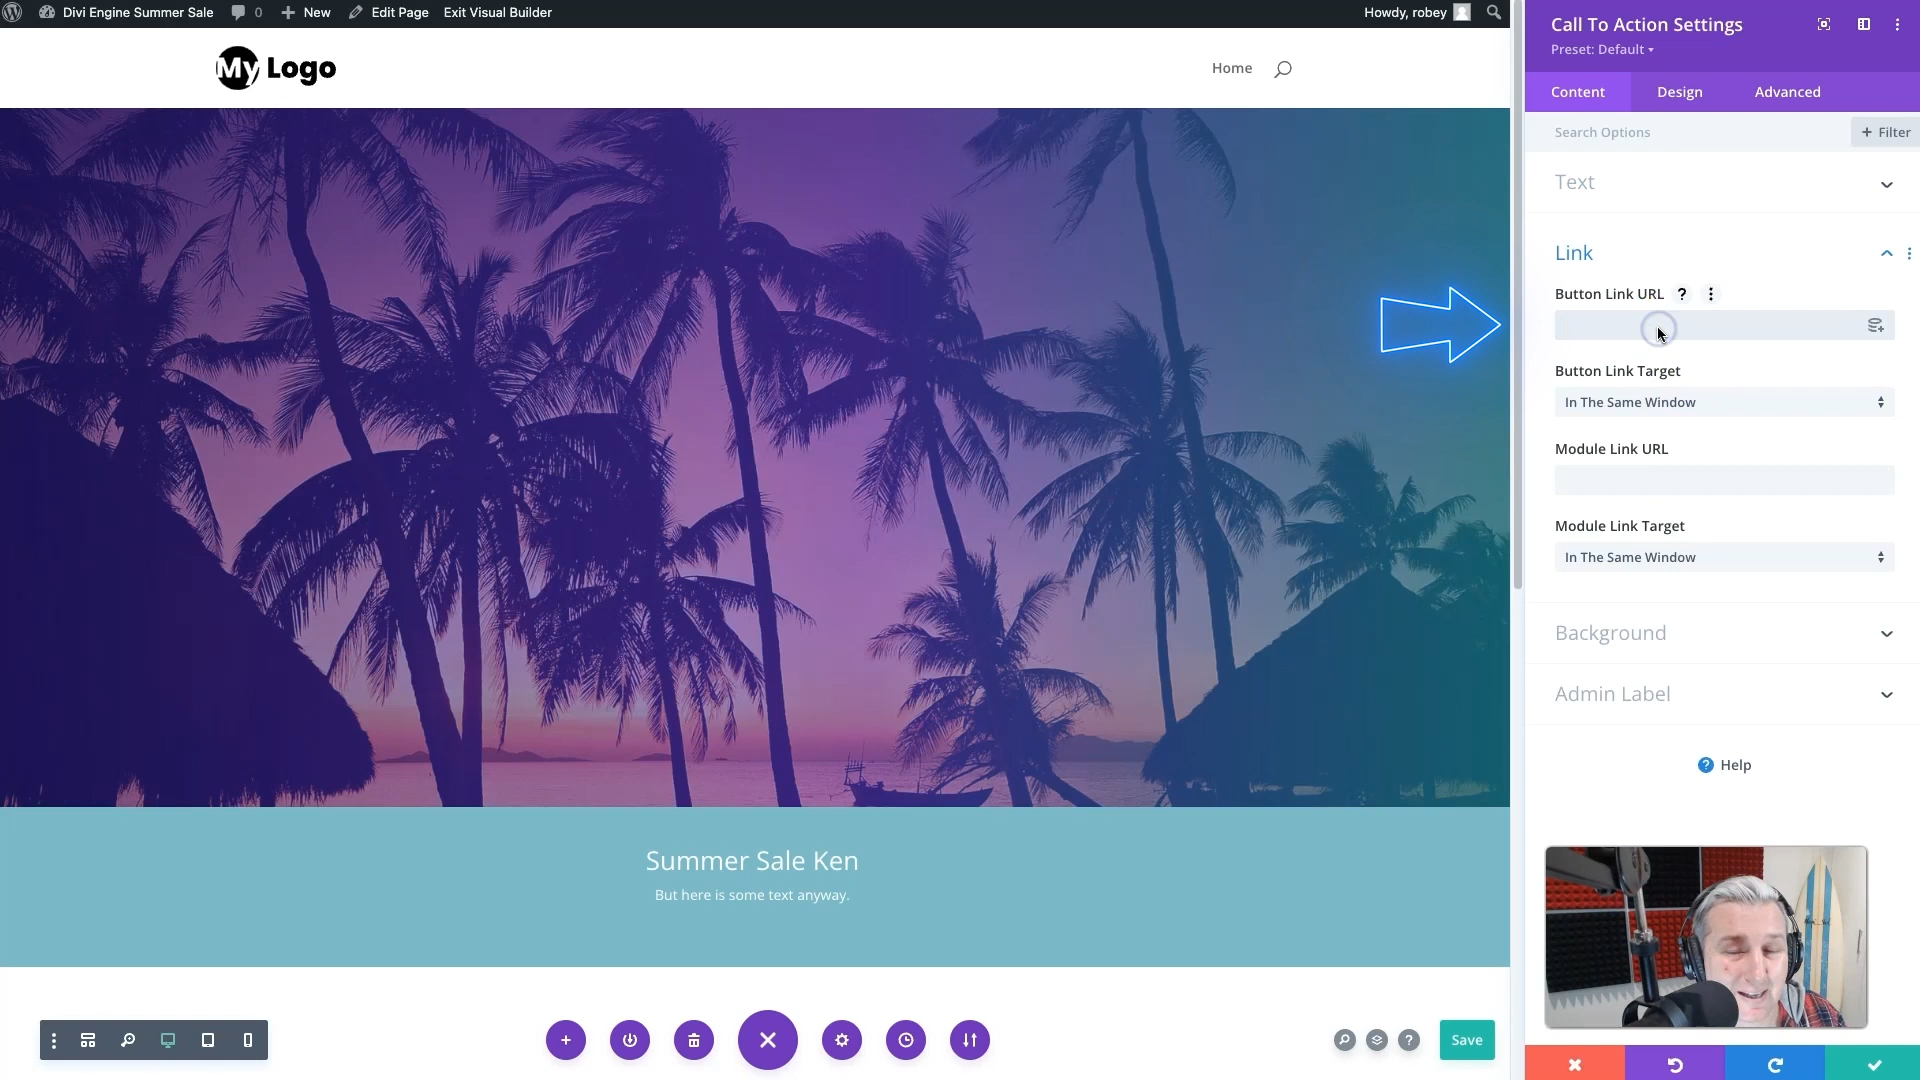 Divi Engine Summer Sale
0
New
Edit Page
Exit Visual Builder
Howdy, robey
My Logo
Home
Summer Sale Ken
But here is some text anyway.
Save
Call To Action Settings
Preset: Default
Content
Design
Advanced
Search Options
+ Filter
Text
Link
Button Link URL
Button Link Target
In The Same Window
Module Link URL
Module Link Target
In The Same Window
Background
Admin Label
Help